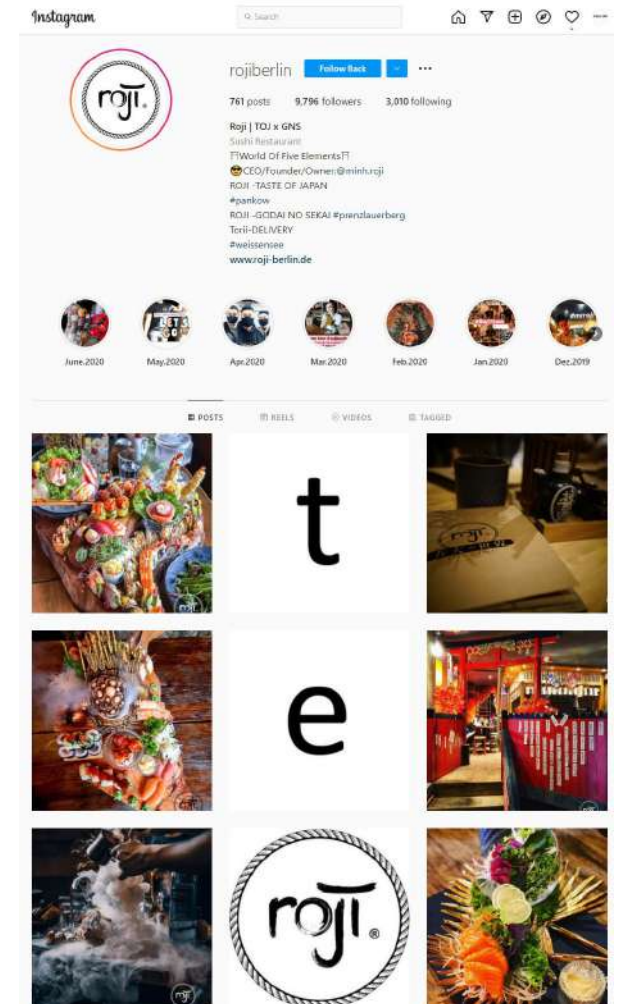 Instagram
Search
rojiberlin Follow Back
761 posts 9,796 followers 3,010 following
Roji | TOJ x GNS
Sushi Restaurant
⛩World Of Five Elements⛩
😎CEO/Founder/Owner:@minh.roji
ROJI -TASTE OF JAPAN
#pankow
ROJI -GODAI NO SEKAI #prenzlauerberg
Torii-DELIVERY
#weissensee
www.roji-berlin.de
June.2020 May.2020 Apr.2020 Mar.2020 Feb.2020 Jan.2020 Dez.2019
POSTS REELS VIDEOS TAGGED
t
e
roji®